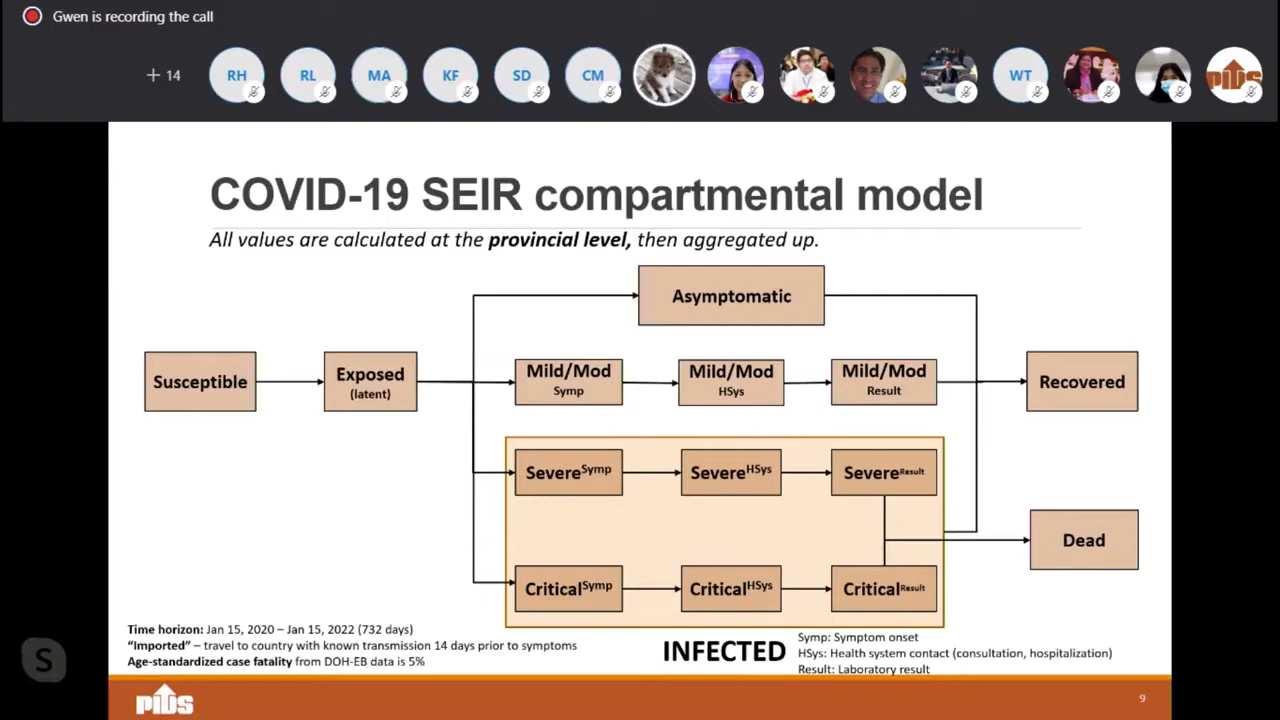 Gwen is recording the call
+ 14
RH
RL
MA
KF
SD
CM
WT
PIDS
COVID-19 SEIR compartmental model
All values are calculated at the provincial level, then aggregated up.
Asymptomatic
Susceptible
Exposed
(latent)
Mild/Mod
Symp
Mild/Mod
HSys
Mild/Mod
Result
Recovered
Severe Symp
Severe HSys
Severe Result
Dead
Critical Symp
Critical HSys
Critical Result
Time horizon: Jan 15, 2020 – Jan 15, 2022 (732 days)
“Imported” – travel to country with known transmission 14 days prior to symptoms
Age-standardized case fatality from DOH-EB data is 5%
INFECTED
Symp: Symptom onset
HSys: Health system contact (consultation, hospitalization)
Result: Laboratory result
S
PIDS
9